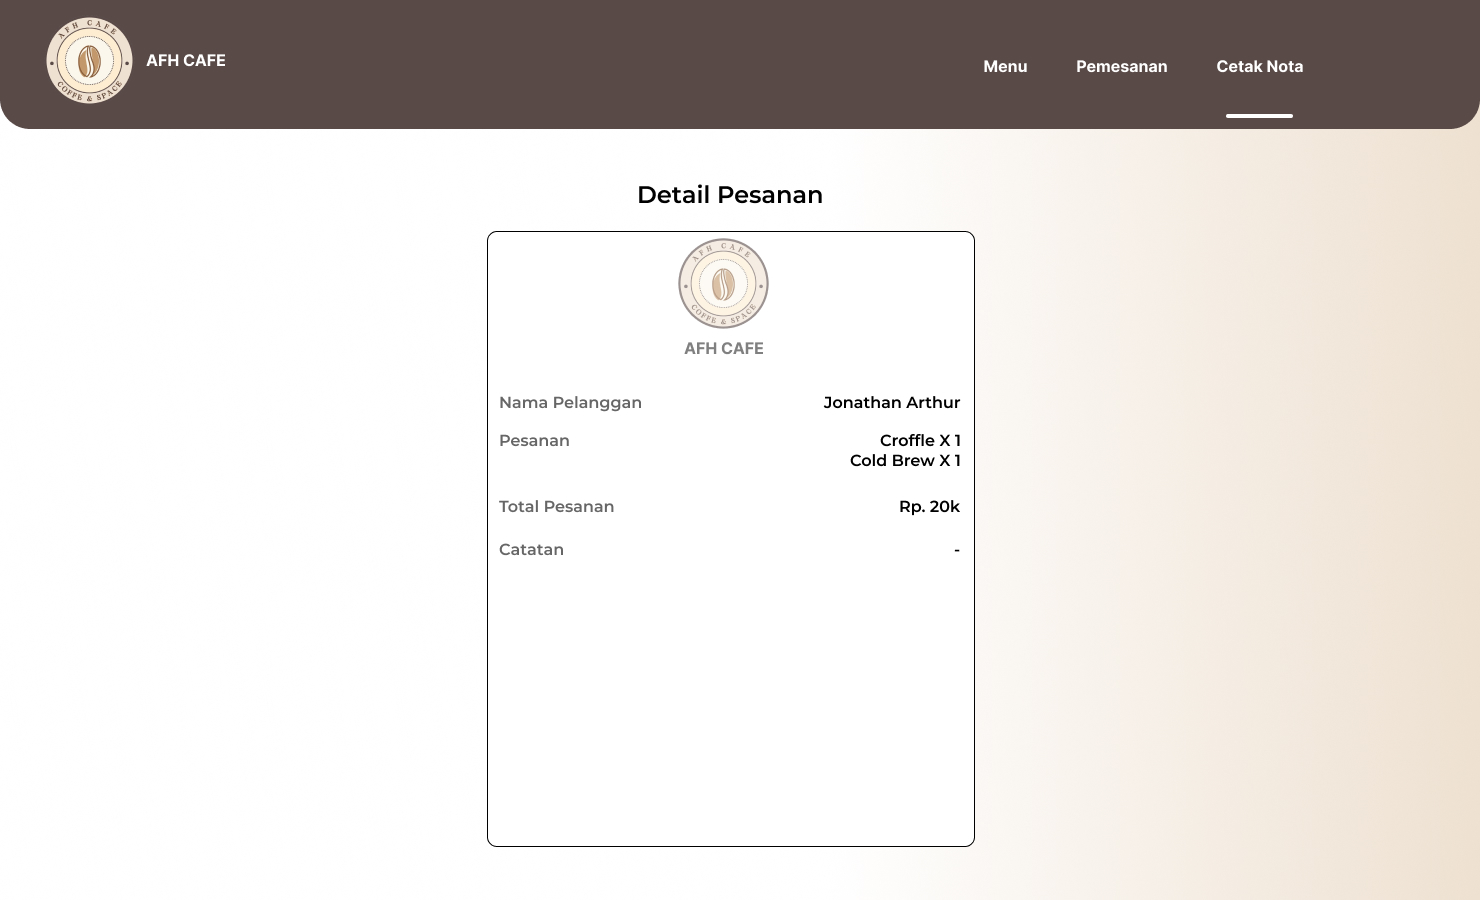 AFH CAFE
COFFE & SPACE
AFH CAFE
Menu
Pemesanan
Cetak Nota
Detail Pesanan
AFH CAFE
COFFE & SPACE
AFH CAFE
Nama Pelanggan
Jonathan Arthur
Pesanan
Croffle X 1
Cold Brew X 1
Total Pesanan
Rp. 20k
Catatan
-